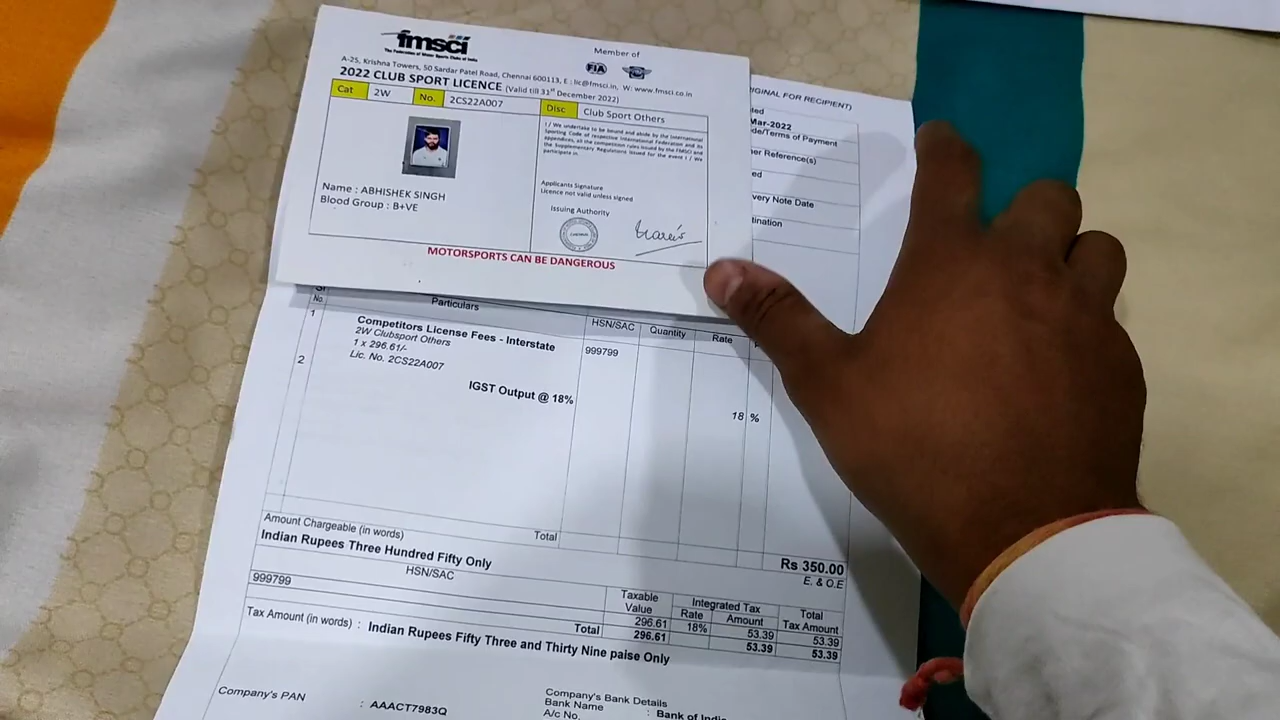 fmsci
The Federation of Motor Sports Clubs of India
Member of
FIA
A-25, Krishna Towers, 50 Sardar Patel Road, Chennai 600113, E : lic@fmsci.in, W: www.fmsci.co.in
2022 CLUB SPORT LICENCE (Valid till 31st December 2022)
Cat 2W No. 2CS22A007 Disc Club Sport Others
I / We undertake to be bound and abide by the International
Sporting Code of respective International Federation and its
appendices, all the competition rules issued by the FMSCI and
the Supplementary Regulations issued for the event I / We
participate in.
Name : ABHISHEK SINGH
Blood Group : B+VE
Applicants Signature
Licence not valid unsigned
Issuing Authority
MOTORSPORTS CAN BE DANGEROUS
IGINAL FOR RECIPIENT)
ted
Mar-2022
de/Terms of Payment
er Reference(s)
ed
very Note Date
tination
Sl Particulars HSN/SAC Quantity Rate
No.
1 Competitors License Fees - Interstate 999799
2W Clubsport Others
1 x 296.61/-
Lic. No. 2CS22A007
2 IGST Output @ 18% 18 %
Total Rs 350.00
Amount Chargeable (in words) E. & O.E
Indian Rupees Three Hundred Fifty Only
HSN/SAC Taxable Integrated Tax Total
Value Rate Amount Tax Amount
999799 296.61 18% 53.39 53.39
Total 296.61 53.39 53.39
Tax Amount (in words) : Indian Rupees Fifty Three and Thirty Nine paise Only
Company's PAN : AAACT7983Q
Company's Bank Details
Bank Name : Bank of Indi
A/c No.